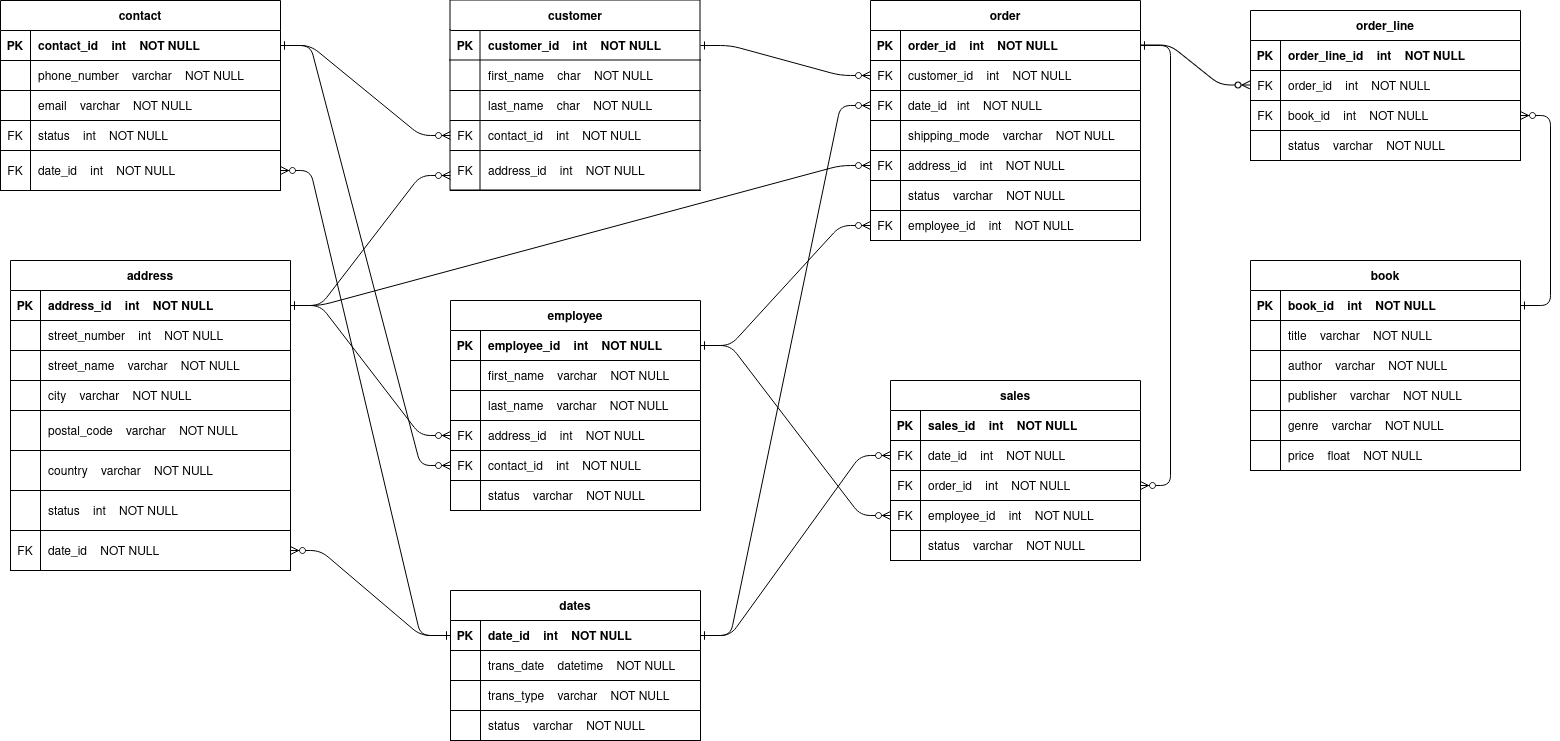 contact
PK contact_id int NOT NULL
phone_number varchar NOT NULL
email varchar NOT NULL
FK status int NOT NULL
FK date_id int NOT NULL
customer
PK customer_id int NOT NULL
first_name char NOT NULL
last_name char NOT NULL
FK contact_id int NOT NULL
FK address_id int NOT NULL
order
PK order_id int NOT NULL
FK customer_id int NOT NULL
FK date_id int NOT NULL
shipping_mode varchar NOT NULL
FK address_id int NOT NULL
status varchar NOT NULL
FK employee_id int NOT NULL
order_line
PK order_line_id int NOT NULL
FK order_id int NOT NULL
FK book_id int NOT NULL
status varchar NOT NULL
address
PK address_id int NOT NULL
street_number int NOT NULL
street_name varchar NOT NULL
city varchar NOT NULL
postal_code varchar NOT NULL
country varchar NOT NULL
status int NOT NULL
FK date_id NOT NULL
employee
PK employee_id int NOT NULL
first_name varchar NOT NULL
last_name varchar NOT NULL
FK address_id int NOT NULL
FK contact_id int NOT NULL
status varchar NOT NULL
sales
PK sales_id int NOT NULL
FK date_id int NOT NULL
FK order_id int NOT NULL
FK employee_id int NOT NULL
status varchar NOT NULL
book
PK book_id int NOT NULL
title varchar NOT NULL
author varchar NOT NULL
publisher varchar NOT NULL
genre varchar NOT NULL
price float NOT NULL
dates
PK date_id int NOT NULL
trans_date datetime NOT NULL
trans_type varchar NOT NULL
status varchar NOT NULL